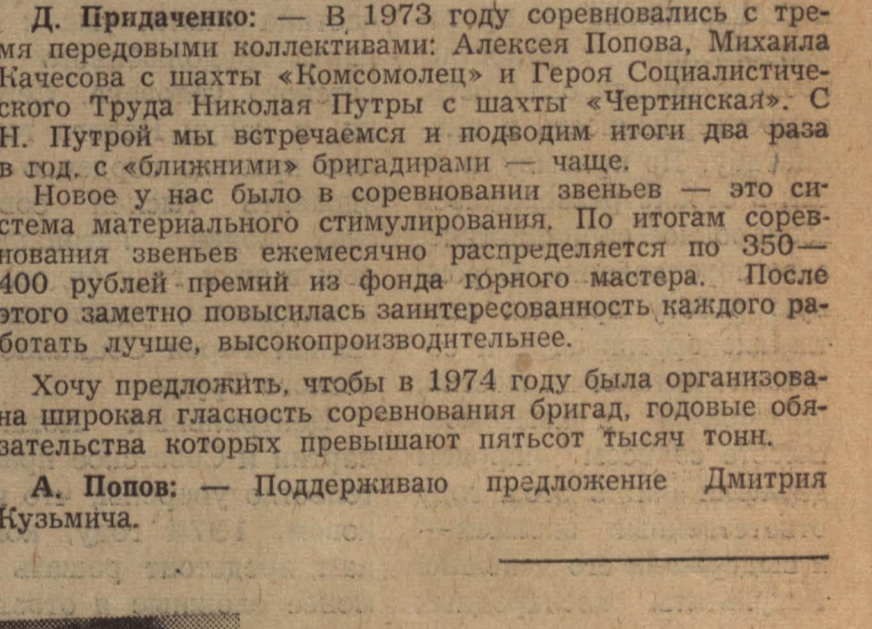 Д. Придаченко: — В 1973 году соревновались с тре-
мя передовыми коллективами: Алексея Попова, Михаила
Качесова с шахты «Комсомолец» и Героя Социалистиче-
ского Труда Николая Путры с шахты «Чертинская». С
Н. Путрой мы встречаемся и подводим итоги два раза
в год, с «ближними» бригадирами — чаще.
Новое у нас было в соревновании звеньев — это си-
стема материального стимулирования. По итогам сорев-
нования звеньев ежемесячно распределяется по 350—
400 рублей премий из фонда горного мастера. После
этого заметно повысилась заинтересованность каждого ра-
ботать лучше, высокопроизводительнее.
Хочу предложить, чтобы в 1974 году была организова-
на широкая гласность соревнования бригад, годовые обя-
зательства которых превышают пятьсот тысяч тонн.
А. Попов: — Поддерживаю предложение Дмитрия
Кузьмича.